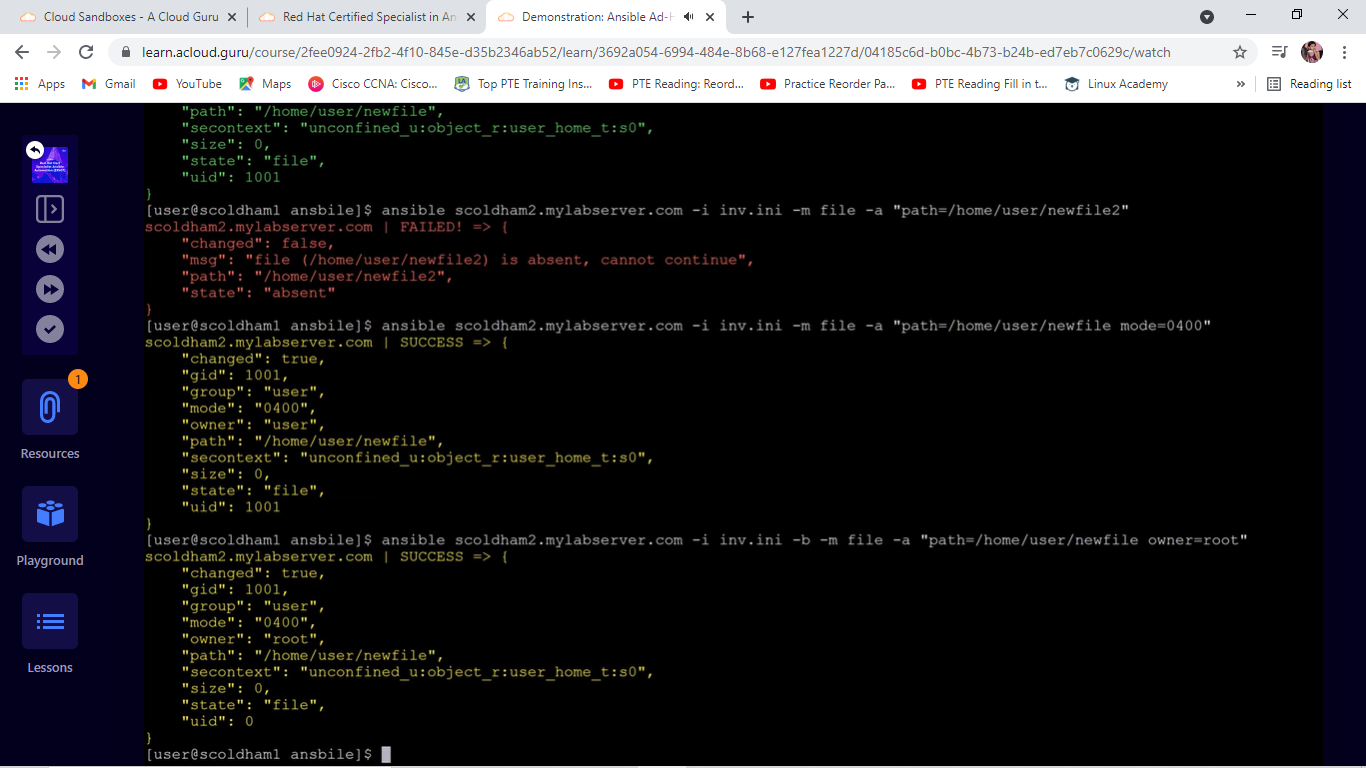 Cloud Sandboxes - A Cloud Guru
Red Hat Certified Specialist in An
Demonstration: Ansible Ad-H
learn.acloud.guru/course/2fee0924-2fb2-4f10-845e-d35b2346ab52/learn/3692a054-6994-484e-8b68-e127fea1227d/04185c6d-b0bc-4b73-b24b-ed7eb7c0629c/watch
Apps Gmail YouTube Maps Cisco CCNA: Cisco... Top PTE Training Ins... PTE Reading: Reord... Practice Reorder Pa... PTE Reading Fill in t... Linux Academy » Reading list
"path": "/home/user/newfile",
"secontext": "unconfined_u:object_r:user_home_t:s0",
"size": 0,
"state": "file",
"uid": 1001
}
[user@scoldham1 ansbile]$ ansible scoldham2.mylabserver.com -i inv.ini -m file -a "path=/home/user/newfile2"
scoldham2.mylabserver.com | FAILED! => {
"changed": false,
"msg": "file (/home/user/newfile2) is absent, cannot continue",
"path": "/home/user/newfile2",
"state": "absent"
}
[user@scoldham1 ansbile]$ ansible scoldham2.mylabserver.com -i inv.ini -m file -a "path=/home/user/newfile mode=0400"
scoldham2.mylabserver.com | SUCCESS => {
"changed": true,
"gid": 1001,
"group": "user",
"mode": "0400",
"owner": "user",
"path": "/home/user/newfile",
"secontext": "unconfined_u:object_r:user_home_t:s0",
"size": 0,
"state": "file",
"uid": 1001
}
[user@scoldham1 ansbile]$ ansible scoldham2.mylabserver.com -i inv.ini -b -m file -a "path=/home/user/newfile owner=root"
scoldham2.mylabserver.com | SUCCESS => {
"changed": true,
"gid": 1001,
"group": "user",
"mode": "0400",
"owner": "root",
"path": "/home/user/newfile",
"secontext": "unconfined_u:object_r:user_home_t:s0",
"size": 0,
"state": "file",
"uid": 0
}
[user@scoldham1 ansbile]$
1
Resources
Playground
Lessons